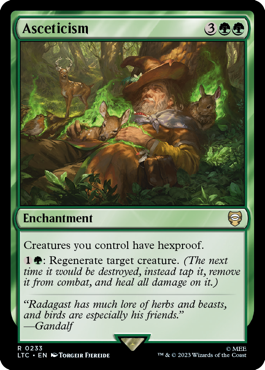 Asceticism 3
Enchantment
Creatures you control have hexproof.
1 : Regenerate target creature. (The next
time it would be destroyed, instead tap it, remove
it from combat, and heal all damage on it.)
“Radagast has much lore of herbs and beasts,
and birds are especially his friends.”
—Gandalf
R 0233
LTC • EN TORGEIR FJEREIDE
© MEE
™ & © 2023 Wizards of the Coast